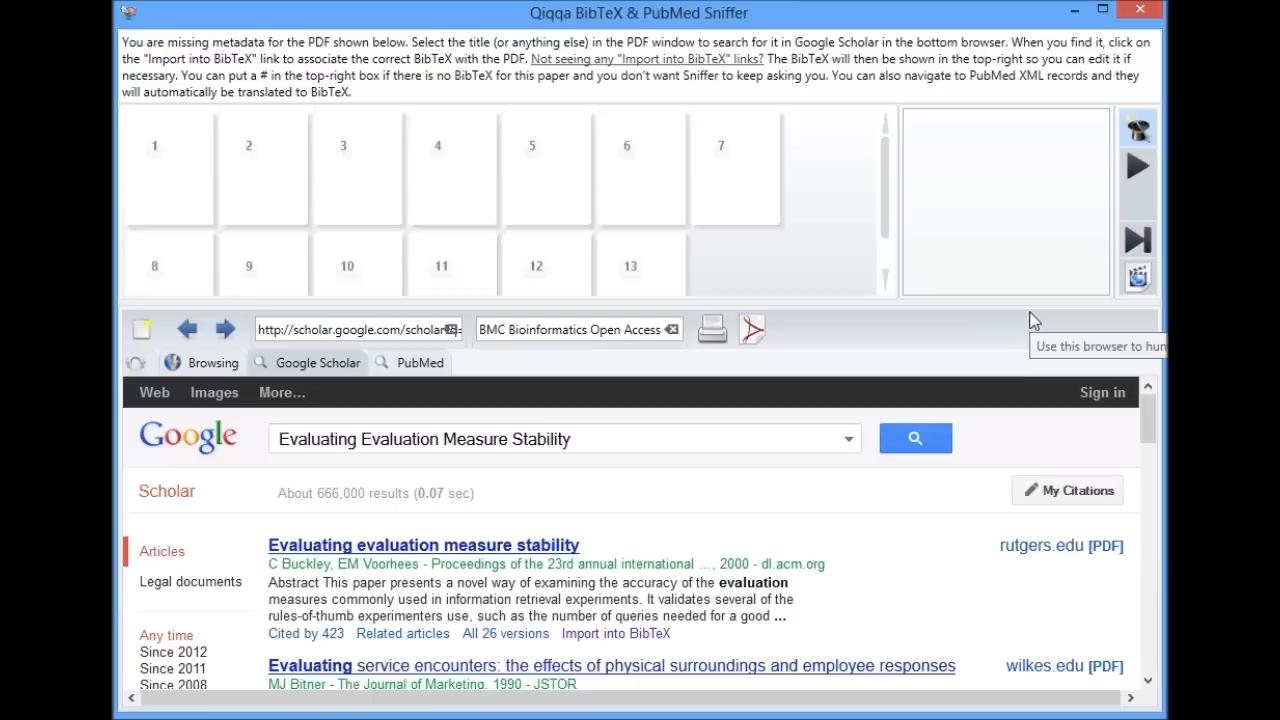 Qiqqa BibTeX & PubMed Sniffer
You are missing metadata for the PDF shown below. Select the title (or anything else) in the PDF window to search for it in Google Scholar in the bottom browser. When you find it, click on
the "Import into BibTeX" link to associate the correct BibTeX with the PDF. Not seeing any "Import into BibTeX" links? The BibTeX will then be shown in the top-right so you can edit it if
necessary. You can put a # in the top-right box if there is no BibTeX for this paper and you don't want Sniffer to keep asking you. You can also navigate to PubMed XML records and they
will automatically be translated to BibTeX.
1 2 3 4 5 6 7
8 9 10 11 12 13
http://scholar.google.com/scholar BMC Bioinformatics Open Access
Use this browser to hun
Browsing Google Scholar PubMed
Web Images More... Sign in
Google Evaluating Evaluation Measure Stability
Scholar About 666,000 results (0.07 sec) My Citations
Articles
Legal documents
Any time
Since 2012
Since 2011
Since 2008
Evaluating evaluation measure stability rutgers.edu [PDF]
C Buckley, EM Voorhees - Proceedings of the 23rd annual international ..., 2000 - dl.acm.org
Abstract This paper presents a novel way of examining the accuracy of the evaluation
measures commonly used in information retrieval experiments. It validates several of the
rules-of-thumb experimenters use, such as the number of queries needed for a good ...
Cited by 423 Related articles All 26 versions Import into BibTeX
Evaluating service encounters: the effects of physical surroundings and employee responses wilkes.edu [PDF]
MJ Bitner - The Journal of Marketing, 1990 - JSTOR